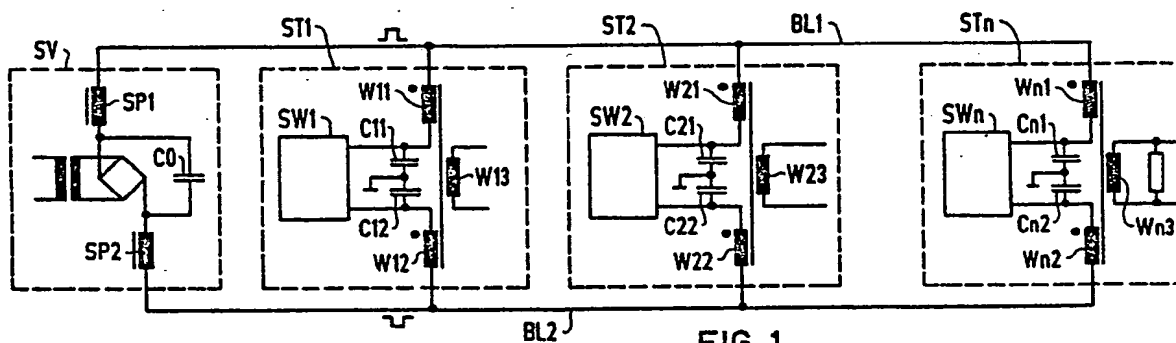 SV
ST1
ST2
BL1
STn
SP1
C0
SP2
W11
SW1
C11
W13
C12
W12
W21
SW2
C21
W23
C22
W22
Wn1
SWn
Cn1
Cn2
Wn3
Wn2
BL2
FIG. 1